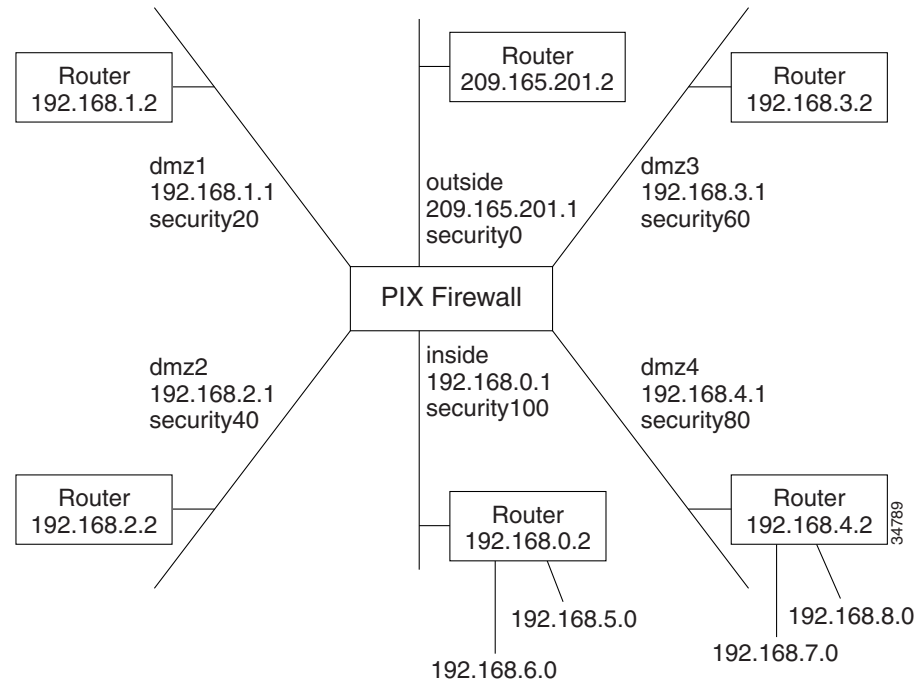 Router
192.168.1.2
Router
209.165.201.2
Router
192.168.3.2
dmz1
192.168.1.1
security20
outside
209.165.201.1
security0
dmz3
192.168.3.1
security60
PIX Firewall
dmz2
192.168.2.1
security40
inside
192.168.0.1
security100
dmz4
192.168.4.1
security80
Router
192.168.2.2
Router
192.168.0.2
Router
192.168.4.2
34789
192.168.5.0
192.168.6.0
192.168.8.0
192.168.7.0